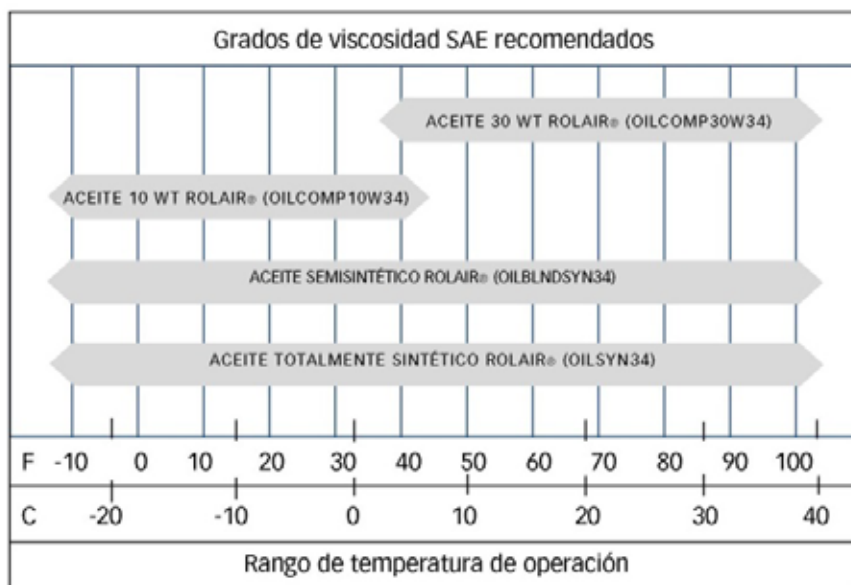 Grados de viscosidad SAE recomendados
ACEITE 30 WT ROLAIR® (OILCOMP30W34)
ACEITE 10 WT ROLAIR® (OILCOMP10W34)
ACEITE SEMISINTÉTICO ROLAIR® (OILBLNDSYN34)
ACEITE TOTALMENTE SINTÉTICO ROLAIR® (OILSYN34)
F -10 0 10 20 30 40 50 60 70 80 90 100
C -20 -10 0 10 20 30 40
Rango de temperatura de operación